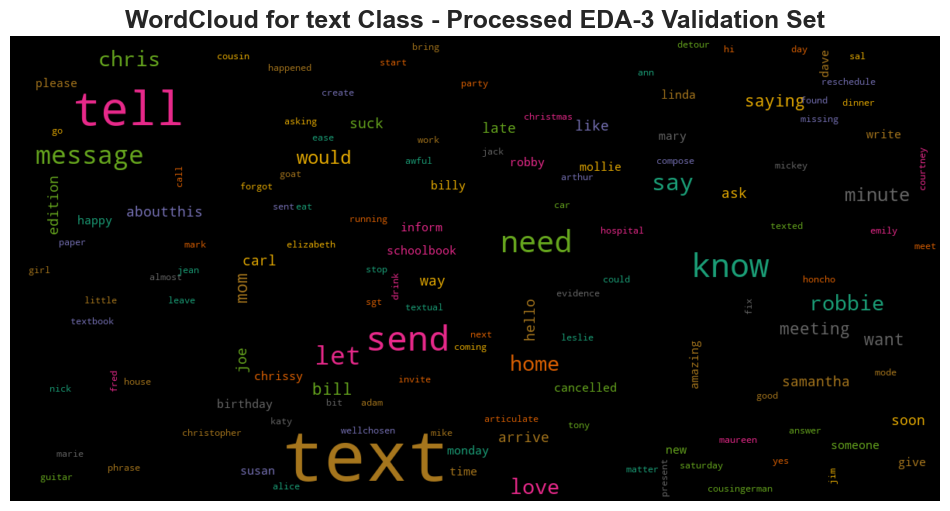 WordCloud for text Class - Processed EDA-3 Validation Set
bring
detour
hi
day
sal
dave
cousin
chris
start
happened
ann
reschedule
please
party
create
linda
saying
found
dinner
tell
christmas
missing
asking
suck
late
like
go
ease
work
mary
write
message
jack
would
awful
robby
mollie
compose
mickey
call
goat
arthur
say
courtney
forgot
billy
ask
minute
edition
aboutthis
sent
eat
car
happy
running
texted
inform
hospital
emily
paper
mark
elizabeth
need
meet
schoolbook
carl
know
girl
jean
stop
almost
way
could
honcho
mom
drink
evidence
little
leave
sgt
textual
fix
robbie
hello
textbook
next
leslie
meeting
send
want
coming
let
joe
home
amazing
fred
house
chrissy
invite
samantha
mode
nick
bill
cancelled
good
birthday
bit
adam
katy
articulate
soon
christopher
wellchosen
mike
tony
answer
arrive
maureen
someone
marie
text
monday
new
phrase
susan
time
matter
saturday
yes
give
guitar
present
jim
alice
love
cousingerman